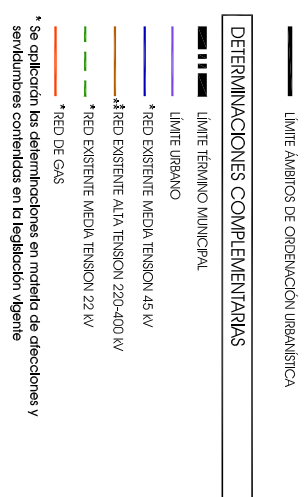 LÍMITE ÁMBITOS DE ORDENACIÓN URBANÍSTICA
DETERMINACIONES COMPLEMENTARIAS
LÍMITE TÉRMINO MUNICIPAL
LÍMITE URBANO
* RED EXISTENTE MEDIA TENSION 45 kV
** RED EXISTENTE ALTA TENSION 220-400 kV
* RED EXISTENTE MEDIA TENSION 22 kV
* RED DE GAS
* Se aplicarán las determinaciones en materia de afecciones y
servidumbres contenidas en la legislación vigente